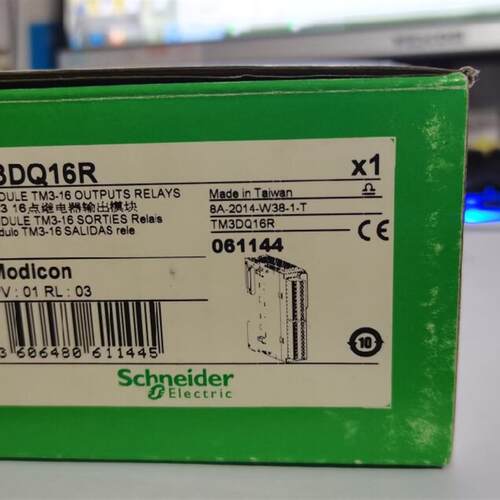 3DQ16R
x1
DULE TM3-16 OUTPUTS RELAYS
3 16点继电器输出模块
DULE TM3-16 SORTIES Relais
dulo TM3-16 SALIDAS rele
Made in Taiwan
8A-2014-W38-1-T
TM3DQ16R
061144
CE
Modicon
V : 01 RL : 03
3 606480 611445
10
Schneider
Electric